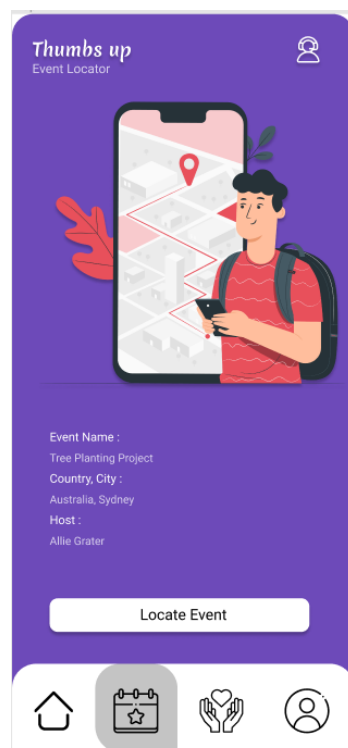 Thumbs up
Event Locator
Event Name :
Tree Planting Project
Country, City :
Australia, Sydney
Host :
Allie Grater
Locate Event